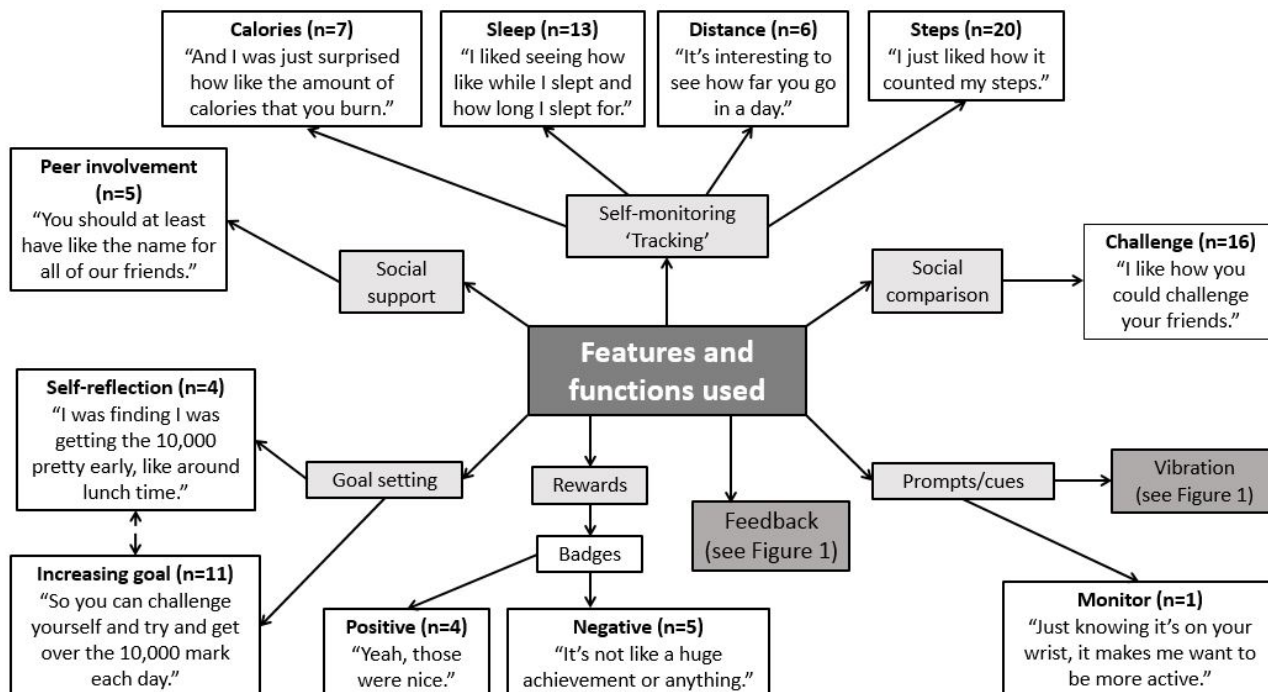 Calories (n=7)
“And I was just surprised
how like the amount of
calories that you burn.”
Sleep (n=13)
“I liked seeing how
like while I slept and
how long I slept for.”
Distance (n=6)
“It’s interesting to
see how far you go
in a day.”
Steps (n=20)
“I just liked how it
counted my steps.”
Peer involvement
(n=5)
“You should at least
have like the name for
all of our friends.”
Social
support
Self-monitoring
‘Tracking’
Social
comparison
Challenge (n=16)
“I like how you
could challenge
your friends.”
Features and
functions used
Self-reflection (n=4)
“I was finding I was
getting the 10,000
pretty early, like around
lunch time.”
Goal setting
Rewards
Badges
Feedback
(see Figure 1)
Prompts/cues
Vibration
(see Figure 1)
Increasing goal (n=11)
“So you can challenge
yourself and try and get
over the 10,000 mark
each day.”
Positive (n=4)
“Yeah, those
were nice.”
Negative (n=5)
“It’s not like a huge
achievement or anything.”
Monitor (n=1)
“Just knowing it’s on your
wrist, it makes me want to
be more active.”